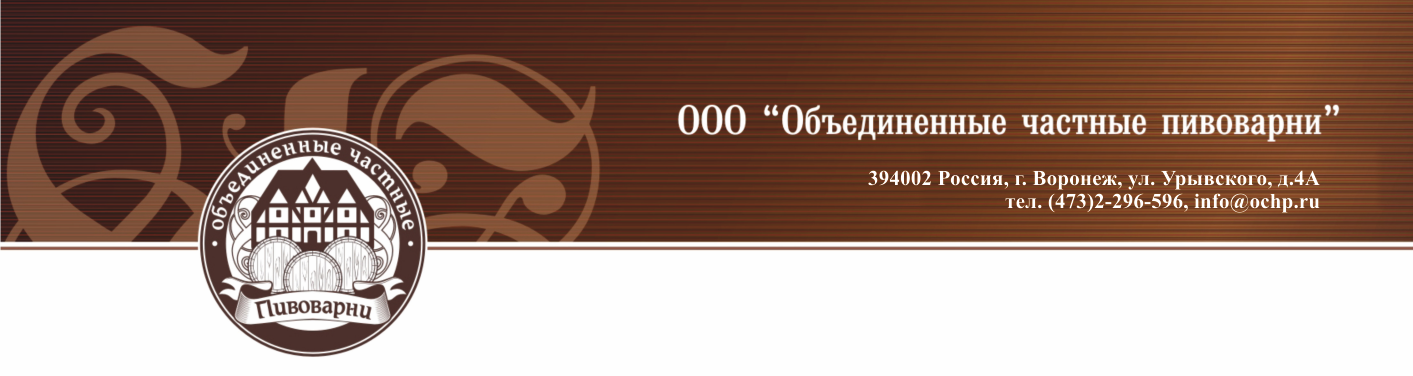 ООО “Объединенные частные пивоварни”
394002 Россия, г. Воронеж, ул. Урывского, д.4А
тел. (473)2-296-596, info@ochp.ru
• объединенные частные •
Пивоварни